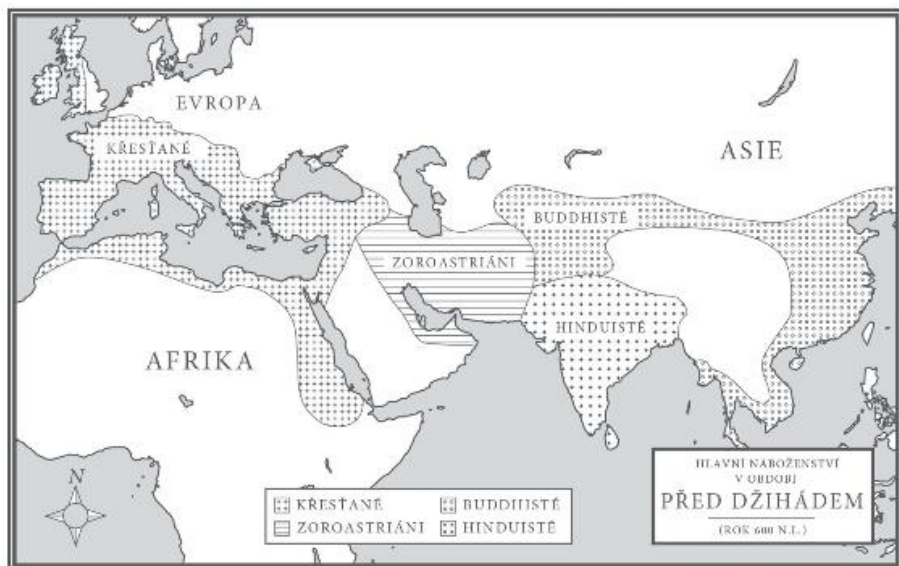 EVROPA
KŘESŤANÉ
ASIE
BUDDHISTÉ
ZOROASTRIÁNI
HINDUISTÉ
AFRIKA
N
KŘESŤANÉ
BUDDHISTÉ
ZOROASTRIÁNI
HINDUISTÉ
HLAVNÍ NÁBOŽENSTVÍ
V OBDOBÍ
PŘED DŽIHÁDEM
(ROK 600 N.L.)